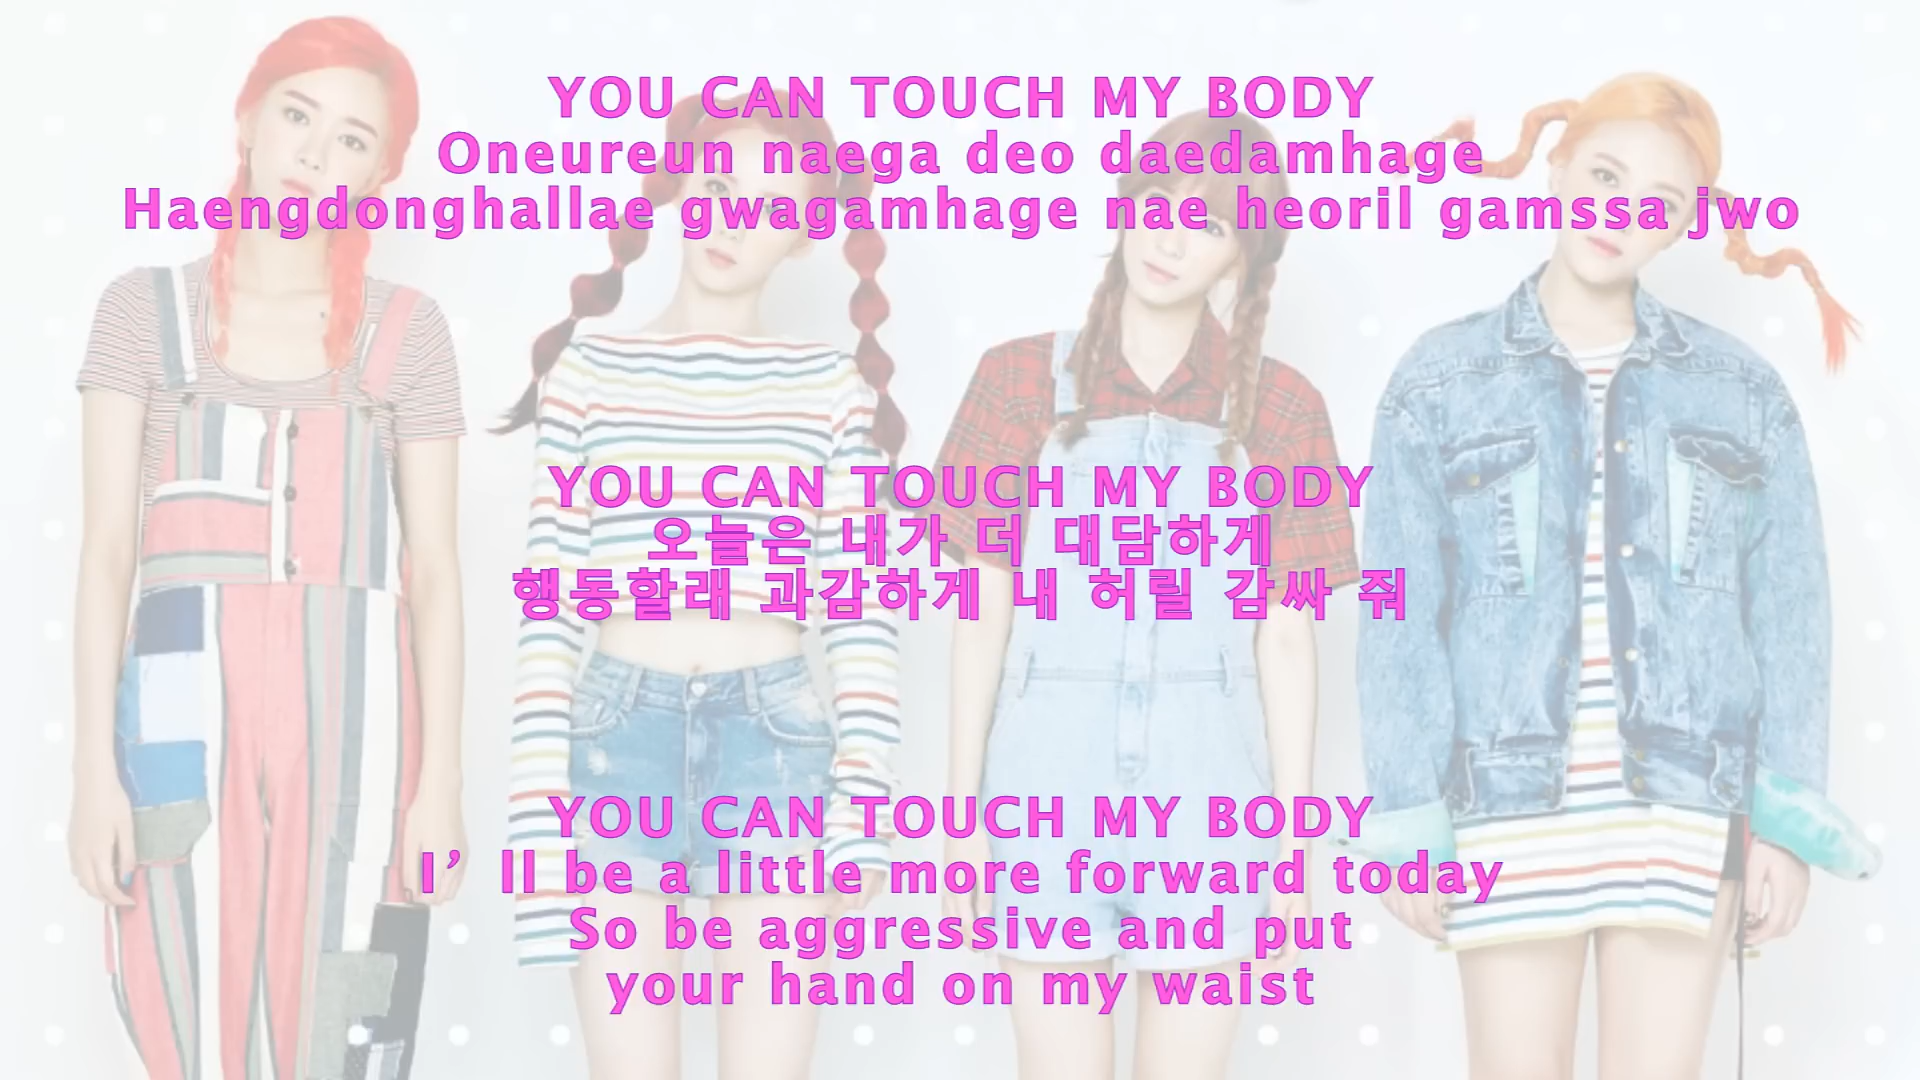 YOU CAN TOUCH MY BODY
Oneureun naega deo daedamhage
Haengdonghallae gwagamhage nae heoril gamssa jwo
YOU CAN TOUCH MY BODY
오늘은 내가 더 대담하게
행동할래 과감하게 내 허릴 감싸 줘
YOU CAN TOUCH MY BODY
I’ll be a little more forward today
So be aggressive and put
your hand on my waist